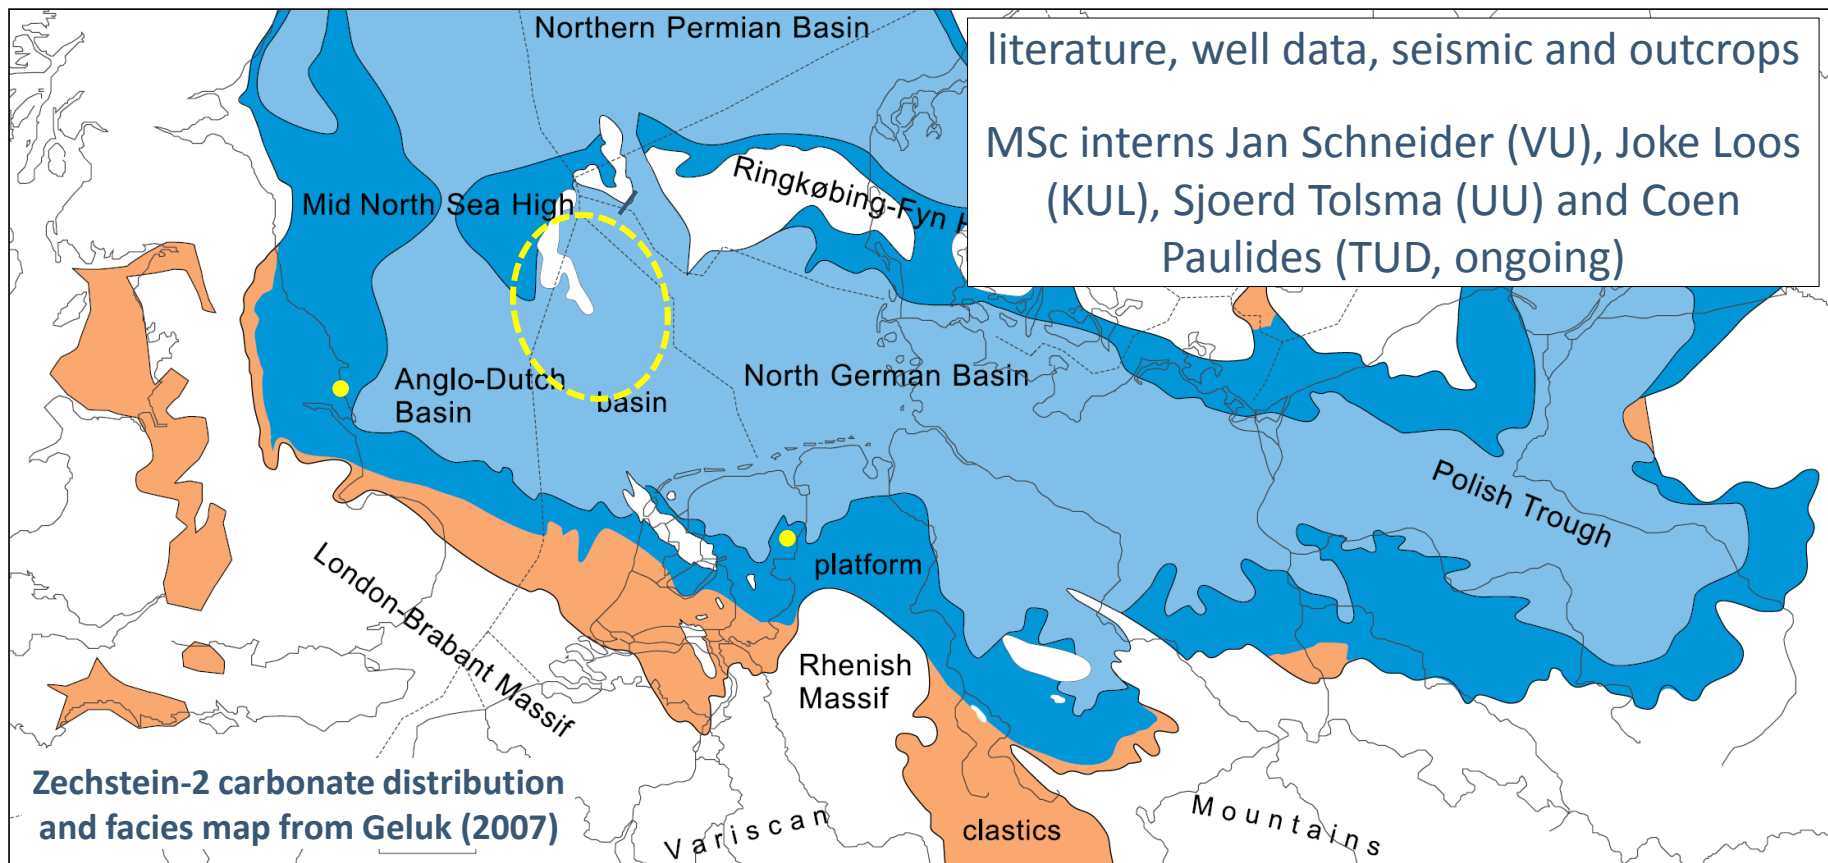 Northern Permian Basin
literature, well data, seismic and outcrops
MSc interns Jan Schneider (VU), Joke Loos
(KUL), Sjoerd Tolsma (UU) and Coen
Paulides (TUD, ongoing)
Mid North Sea High
Ringkøbing-Fyn H
Anglo-Dutch
Basin
basin
North German Basin
Polish Trough
platform
London-Brabant Massif
Rhenish
Massif
Zechstein-2 carbonate distribution
and facies map from Geluk (2007)
Variscan
clastics
Mountains